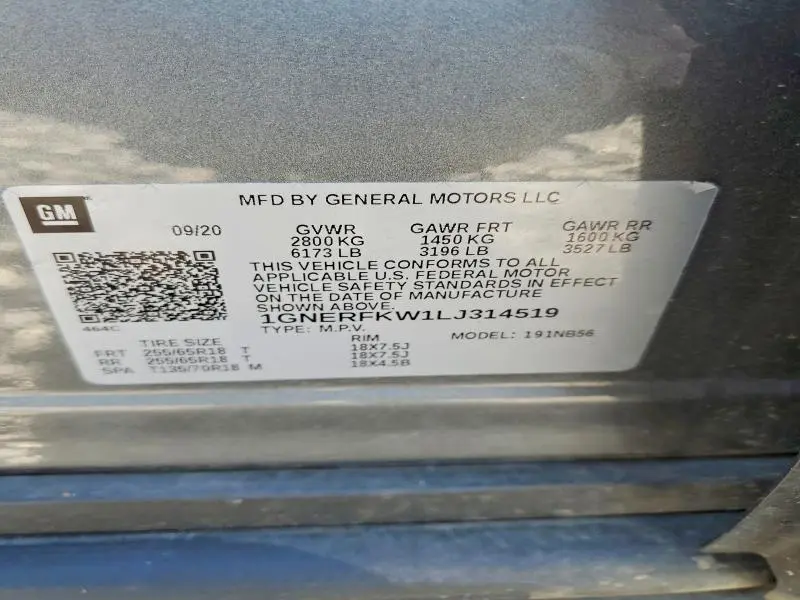 GM
MFD BY GENERAL MOTORS LLC
09/20
GVWR GAWR FRT GAWR RR
2800 KG 1450 KG 1600 KG
6173 LB 3196 LB 3527 LB
THIS VEHICLE CONFORMS TO ALL
APPLICABLE U.S. FEDERAL MOTOR
VEHICLE SAFETY STANDARDS IN EFFECT
ON THE DATE OF MANUFACTURE
SHOWN ABOVE.
1GNERFKW1LJ314519
464C
TYPE: M.P.V. MODEL: 191NB56
TIRE SIZE RIM
FRT 255/65R18 T 18X7.5J
RR 255/65R18 T 18X7.5J
SPA T135/70R18 M 18X4.5B